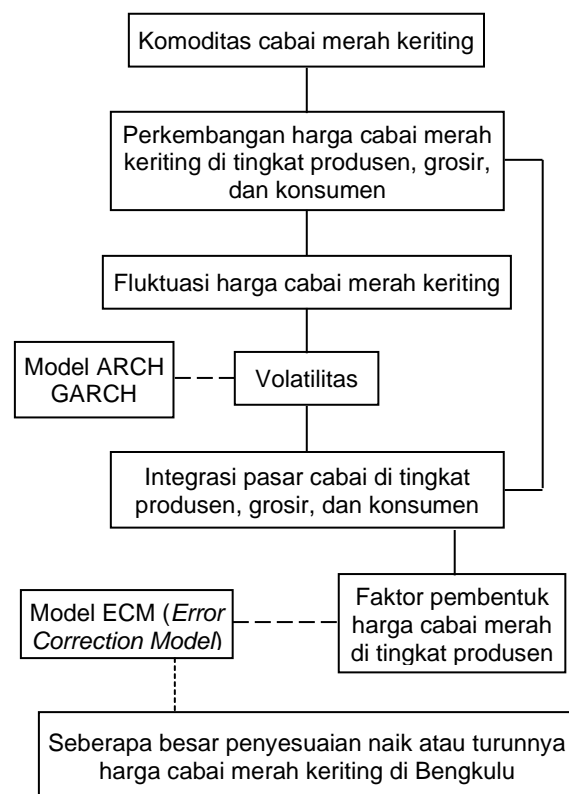 Komoditas cabai merah keriting
Perkembangan harga cabai merah
keriting di tingkat produsen, grosir,
dan konsumen
Fluktuasi harga cabai merah keriting
Model ARCH
GARCH
Volatilitas
Integrasi pasar cabai di tingkat
produsen, grosir, dan konsumen
Model ECM (Error
Correction Model)
Faktor pembentuk
harga cabai merah
di tingkat produsen
Seberapa besar penyesuaian naik atau turunnya
harga cabai merah keriting di Bengkulu